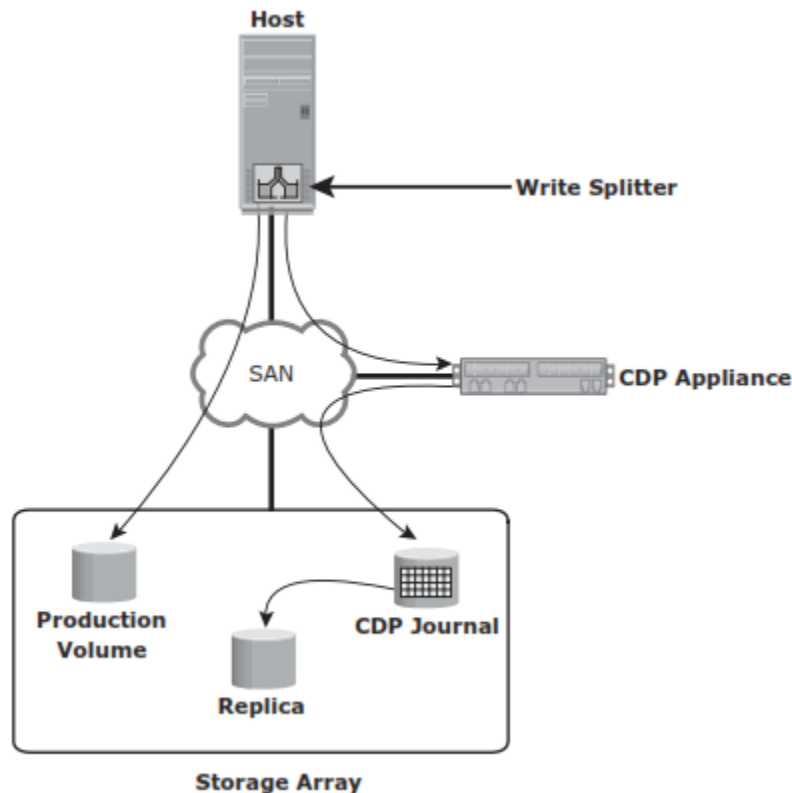 Host
Write Splitter
SAN
CDP Appliance
Production
Volume
CDP Journal
Replica
Storage Array